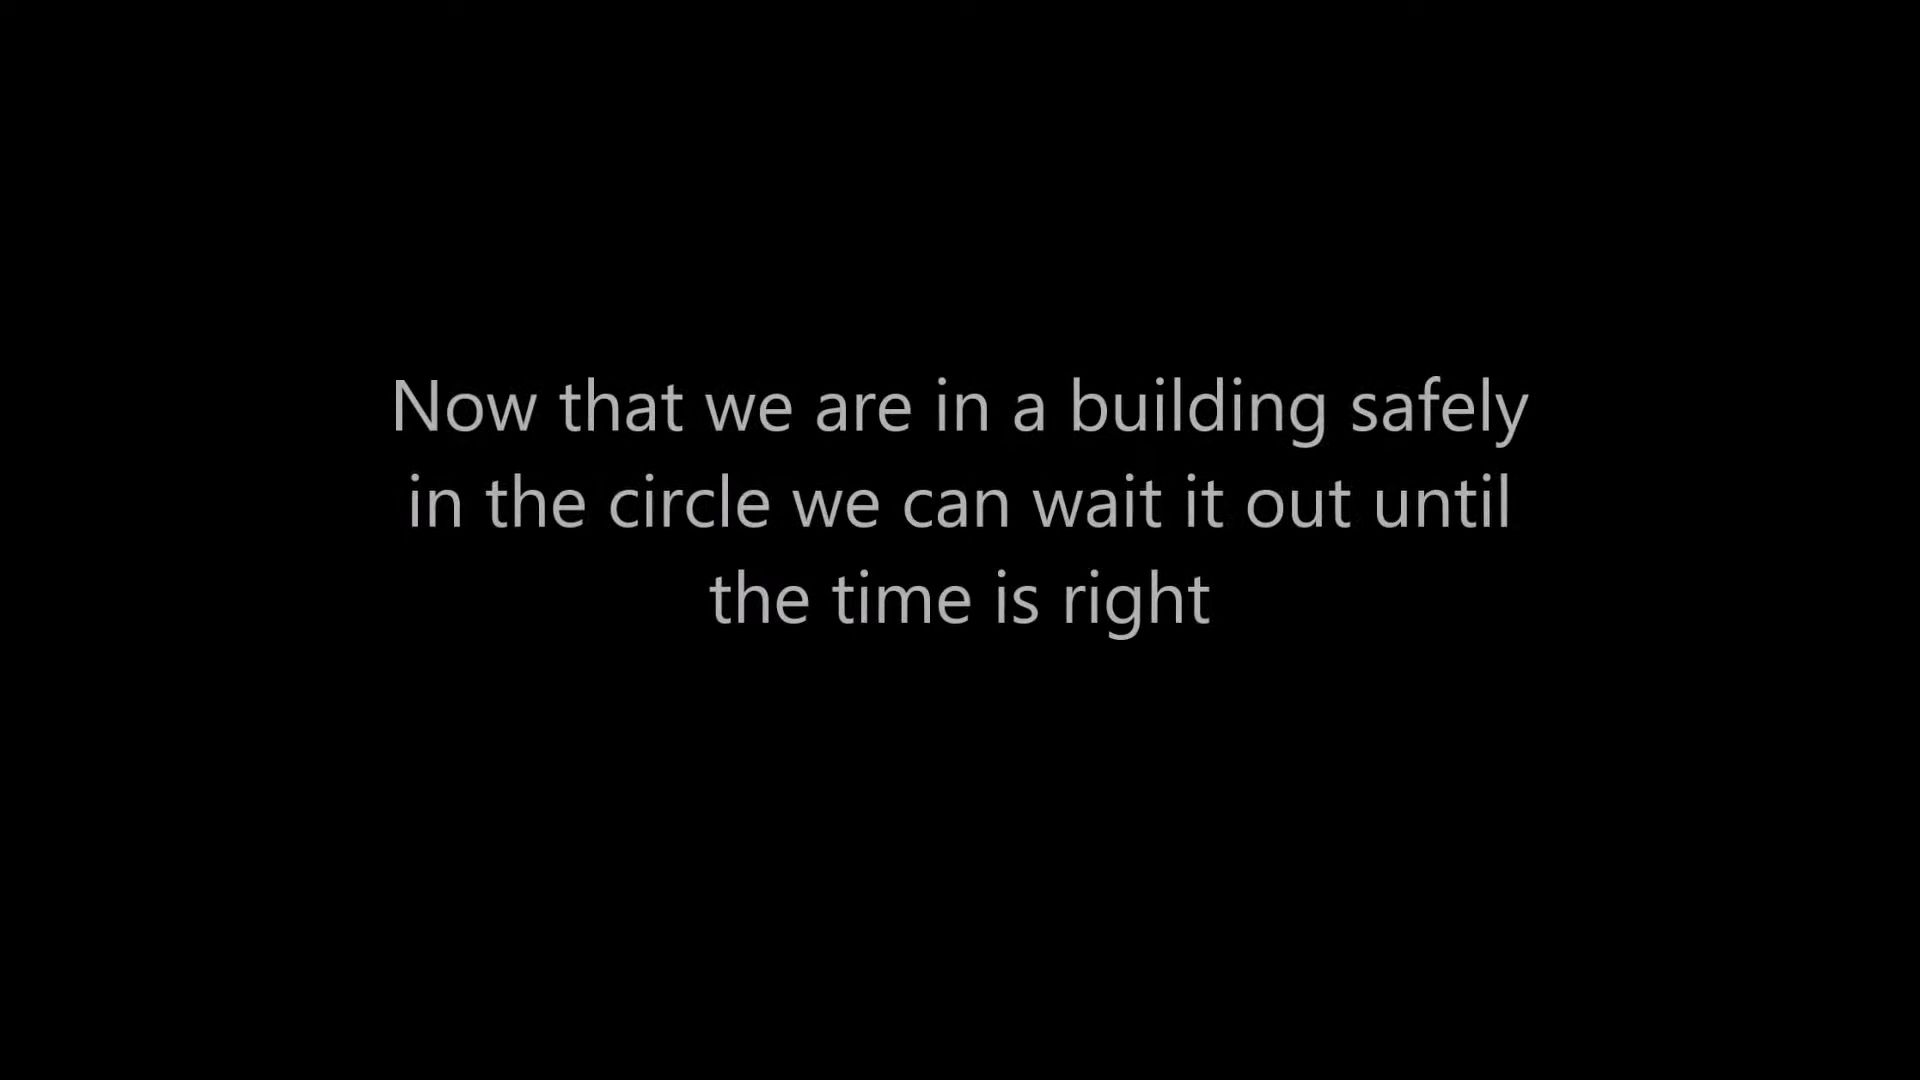 Now that we are in a building safely
in the circle we can wait it out until
the time is right